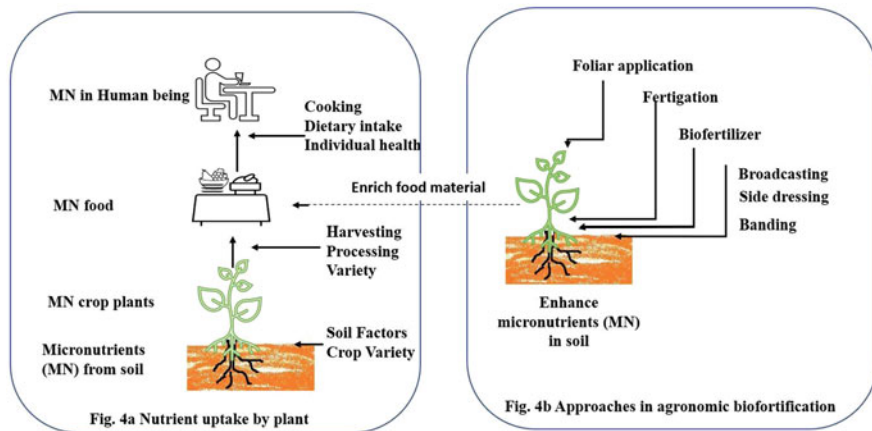 MN in Human being
Cooking
Dietary intake
Individual health
MN food
Harvesting
Processing
Variety
MN crop plants
Soil Factors
Crop Variety
Micronutrients
(MN) from soil
Fig. 4a Nutrient uptake by plant
Enrich food material
Foliar application
Fertigation
Biofertilizer
Broadcasting
Side dressing
Banding
Enhance
micronutrients (MN)
in soil
Fig. 4b Approaches in agronomic biofortification